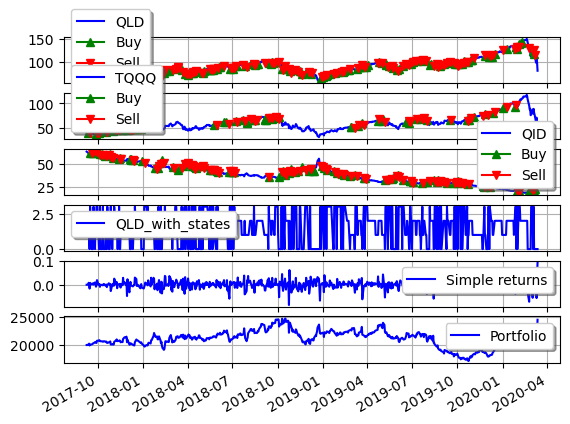 QLD
Buy
Sell
150
100
TQQQ
Buy
Sell
100
50
QID
Buy
Sell
50
25
QLD_with_states
2.5
0.0
Simple returns
0.1
0.0
Portfolio
25000
20000
2017-10 2018-01 2018-04 2018-07 2018-10 2019-01 2019-04 2019-07 2019-10 2020-01 2020-04